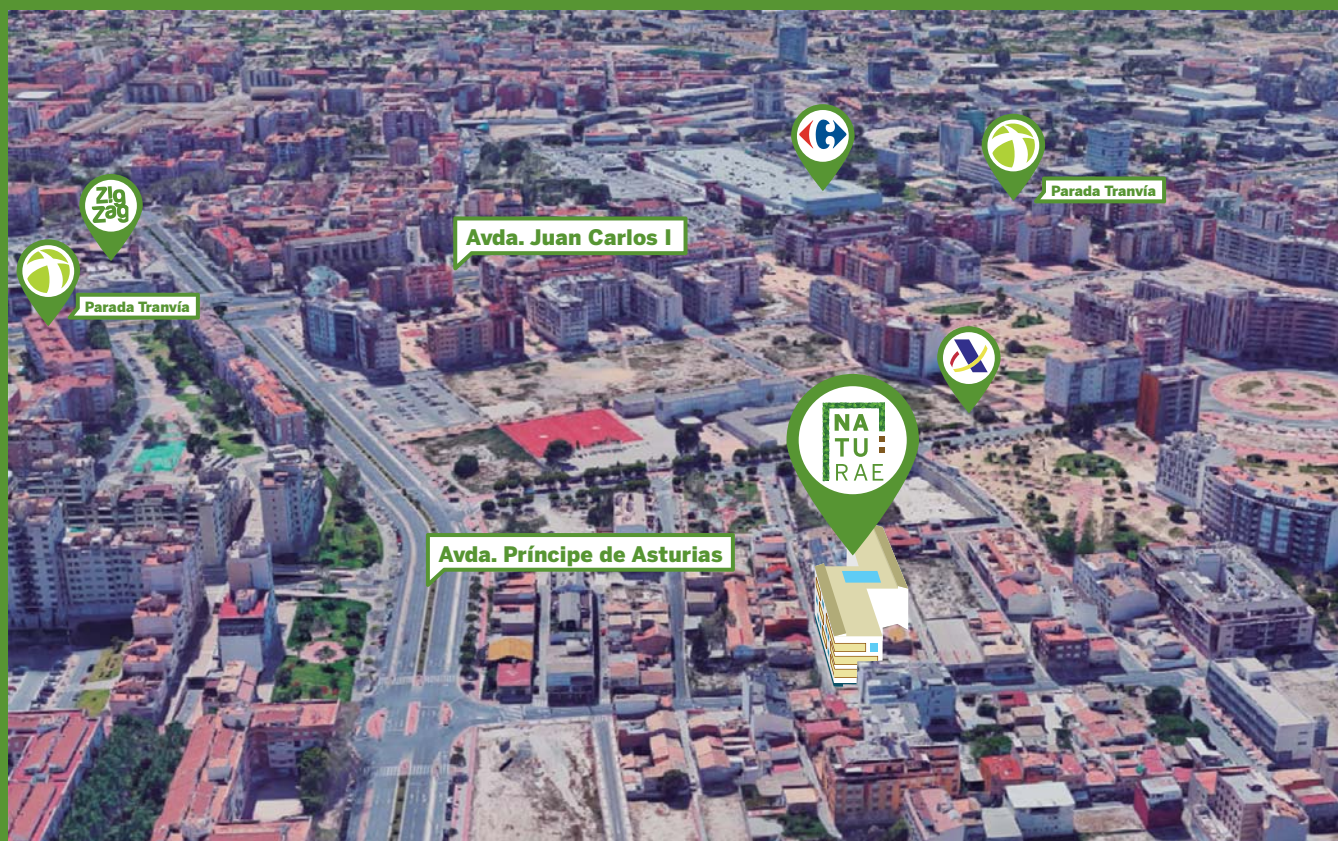 Zig
Zag
Parada Tranvía
Avda. Juan Carlos I
Parada Tranvía
NA
TU
RAE
Avda. Príncipe de Asturias